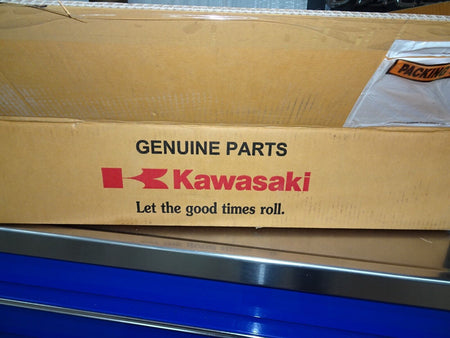 PACKING
GENUINE PARTS
Kawasaki
Let the good times roll.